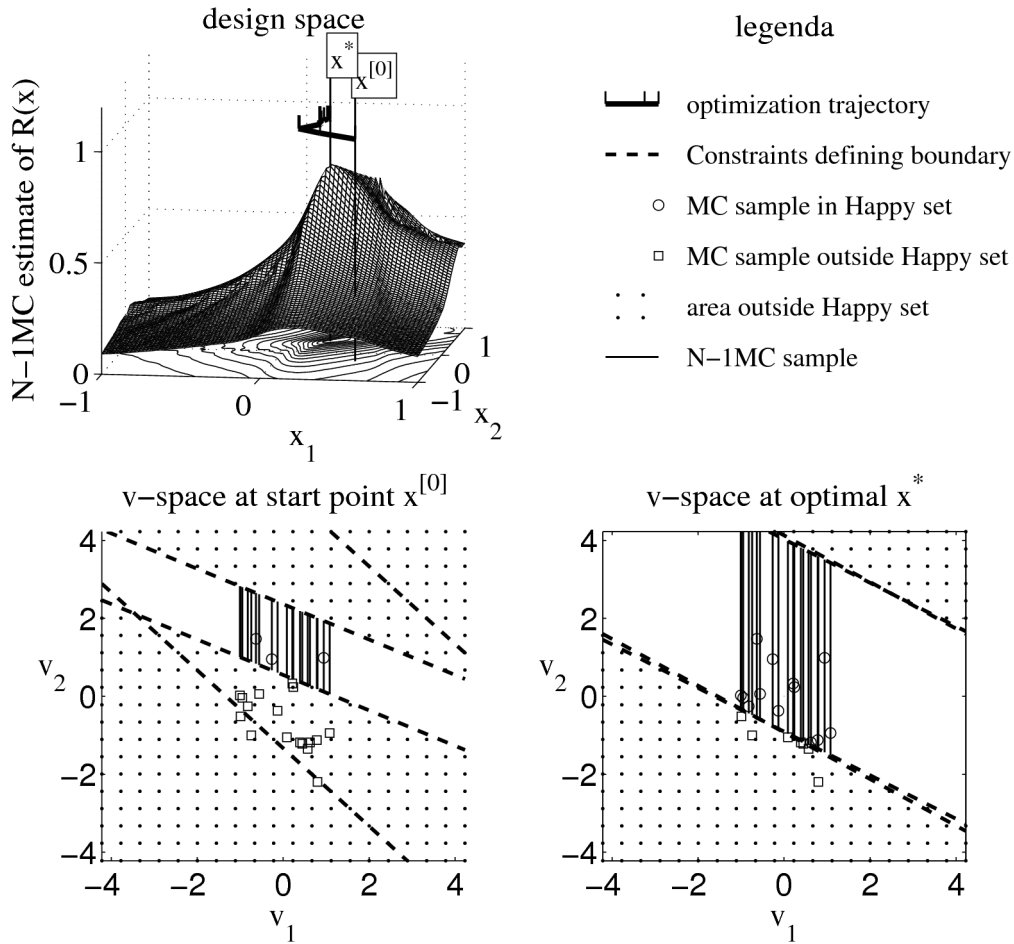 design space
legenda
x*
x[0]
N−1MC estimate of R(x)
1
0.5
0
−1
0
1
−1
0
1
x1
x2
optimization trajectory
Constraints defining boundary
MC sample in Happy set
MC sample outside Happy set
area outside Happy set
N−1MC sample
v−space at start point x[0]
v−space at optimal x*
4
2
0
−2
−4
v2
−4
−2
0
2
4
v1
4
2
0
−2
−4
v2
−4
−2
0
2
4
v1